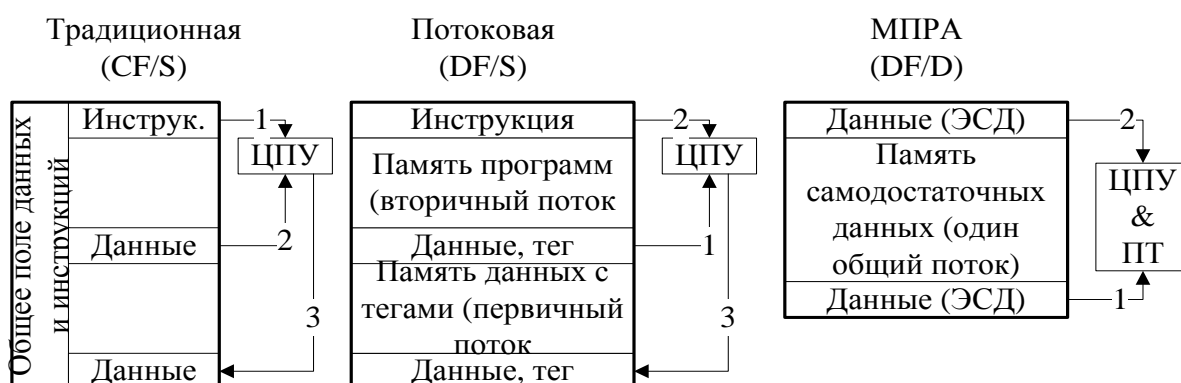 Традиционная
(CF/S)
Общее поле данных
и инструкций
Инструк.
1
ЦПУ
Данные
2
3
Данные
Потоковая
(DF/S)
Инструкция
2
ЦПУ
Память программ
(вторичный поток
Данные, тег
1
Память данных с
тегами (первичный
поток
3
Данные, тег
МПРА
(DF/D)
Данные (ЭСД)
2
Память
самодостаточных
данных (один
общий поток)
ЦПУ
&
ПТ
Данные (ЭСД)
1